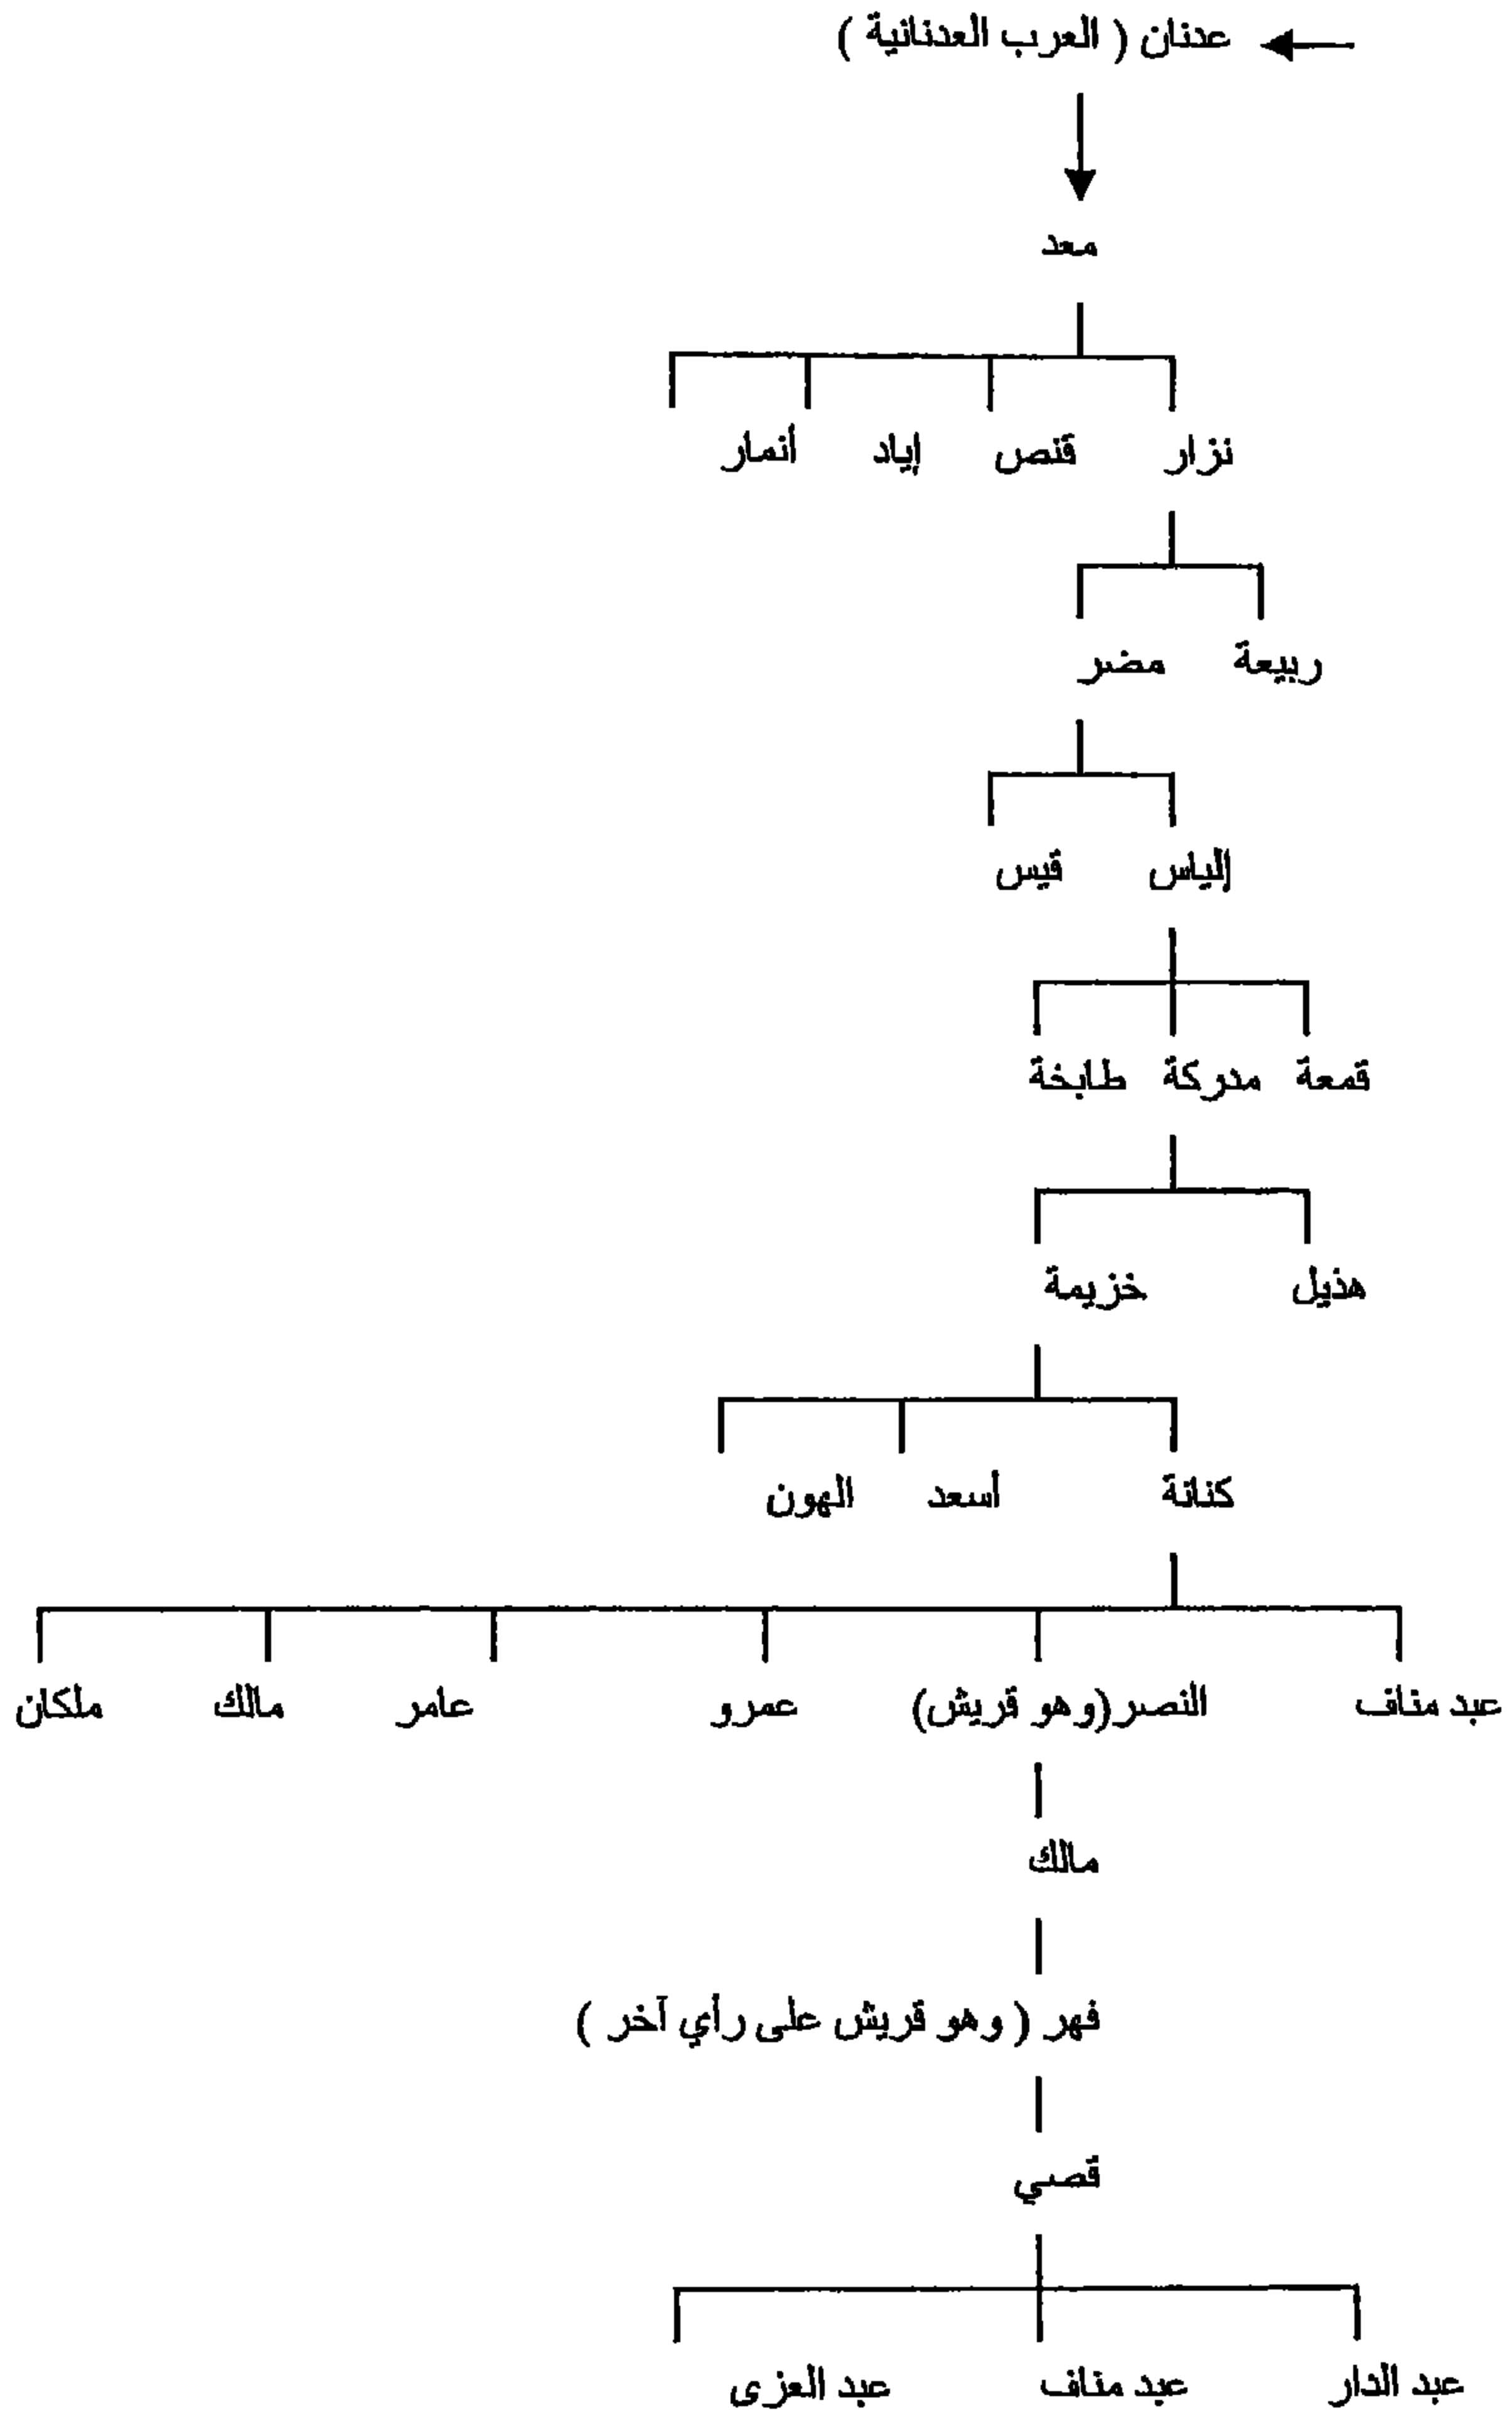 عدنان ( العرب العدنانية )
معد
نزار قنص إياد أنمار
ربيعة مضر
إلياس قيس
قمعة مدركة طابخة
هذيل خزيمة
كنانة أسعد الهون
عبد مناف النصر (وهو قريش) عمرو عامر مالك ملكان
مالك
فهر ( وهو قريش على رأي آخر )
قصي
عبد الدار عبد مناف عبد العزى